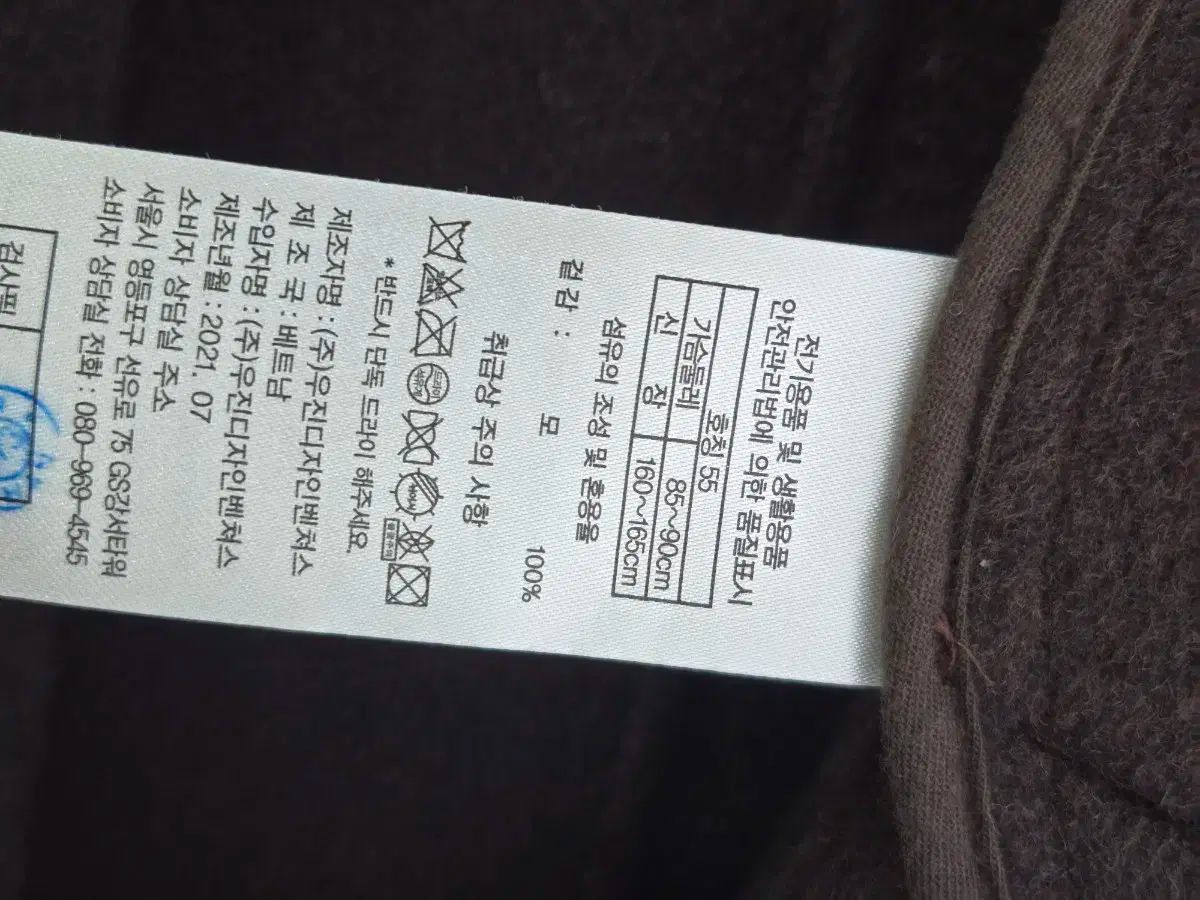 전기용품 및 생활용품
안전관리법에 의한 품질표시
호칭 55
가슴둘레 85~90cm
신 장 160~165cm
섬유의 조성 및 혼용율
겉감 : 모 100%
취급상 주의 사항
*반드시 단독 드라이 해주세요.
제조자명 : (주)우진디자인벤쳐스
제 조 국 : 베트남
수입자명 : (주)우진디자인벤쳐스
제조년월 : 2021. 07
소비자 상담실 주소
서울시 영등포구 선유로 75 GS강서타워
소비자 상담실 전화 : 080-969-4545
검사필